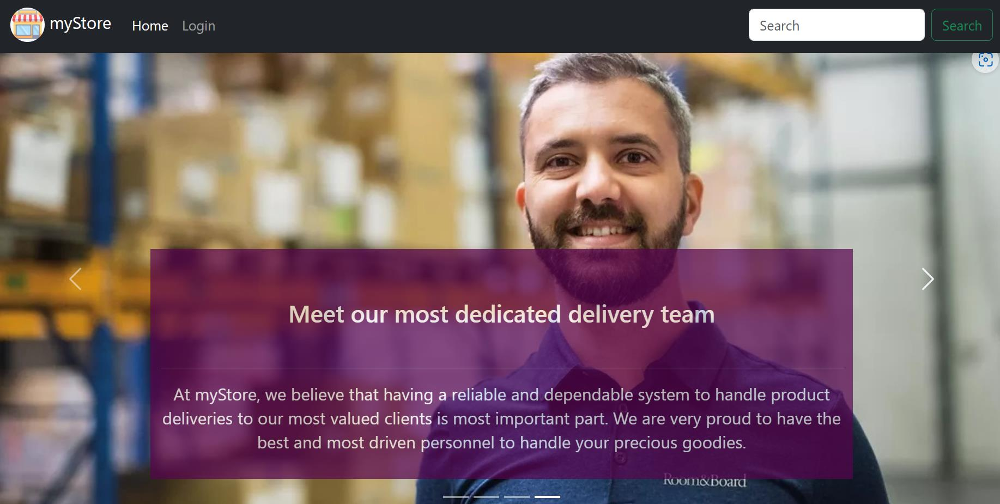 myStore
Home
Login
Search
Search
Meet our most dedicated delivery team
At myStore, we believe that having a reliable and dependable system to handle product
deliveries to our most valued clients is most important part. We are very proud to have the
best and most driven personnel to handle your precious goodies.
Room&Board